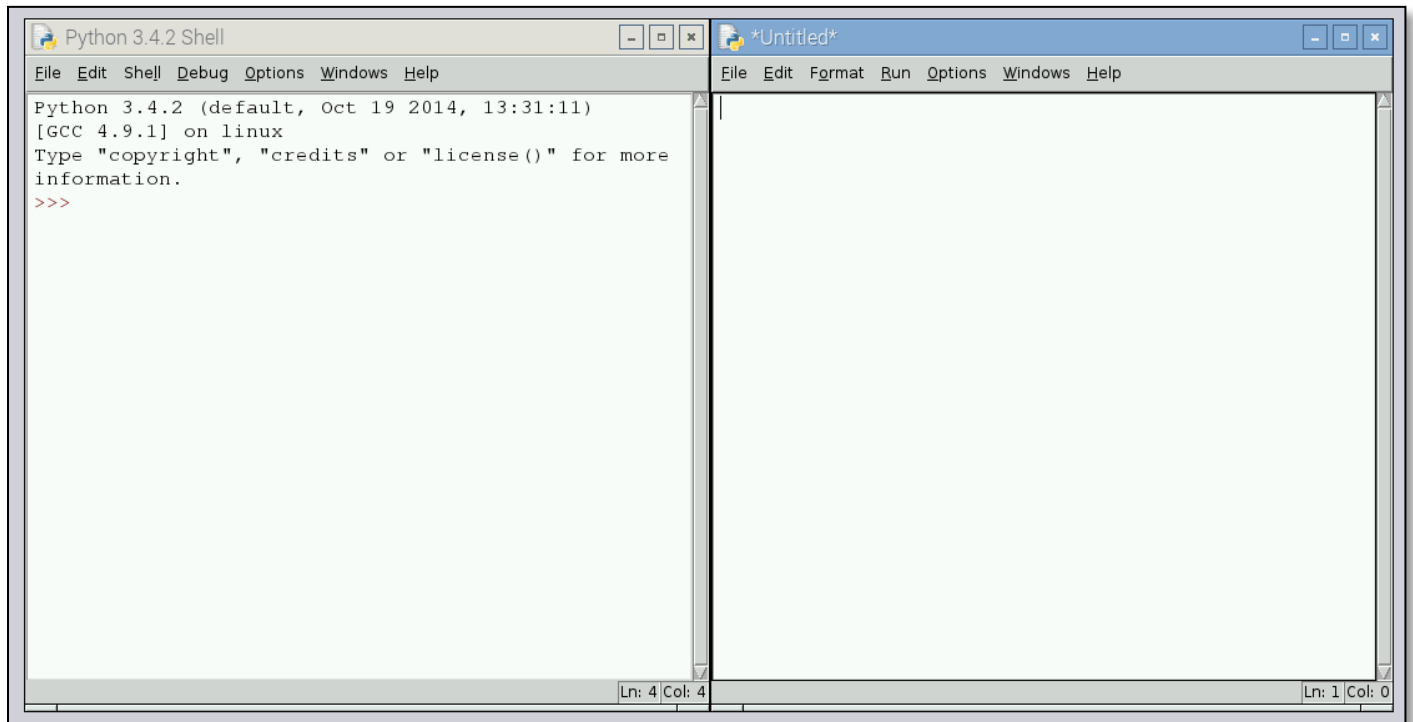 Python 3.4.2 Shell
File Edit Shell Debug Options Windows Help
Python 3.4.2 (default, Oct 19 2014, 13:31:11)
[GCC 4.9.1] on linux
Type "copyright", "credits" or "license()" for more
information.
>>>
Ln: 4 Col: 4
*Untitled*
File Edit Format Run Options Windows Help
Ln: 1 Col: 0